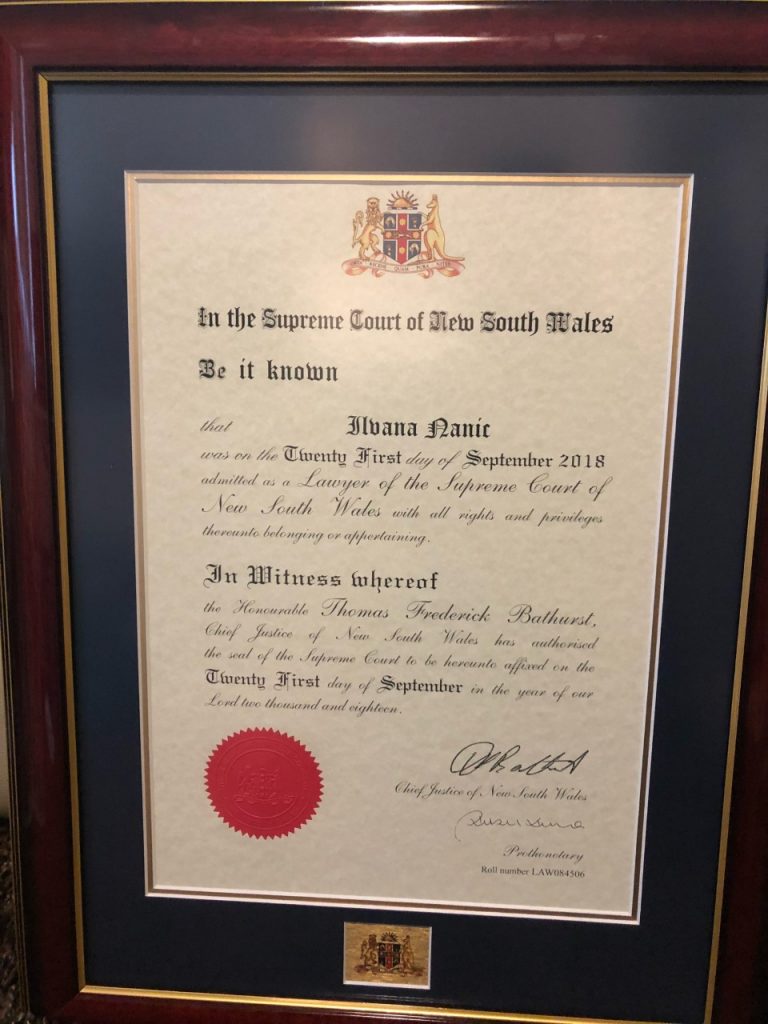 In the Supreme Court of New South Wales
Be it known
that Ilvana Nanic
was on the Twenty First day of September 2018
admitted as a Lawyer of the Supreme Court of
New South Wales with all rights and privileges
thereunto belonging or appertaining.
In Witness whereof
the Honourable Thomas Frederick Bathurst,
Chief Justice of New South Wales has authorised
the seal of the Supreme Court to be hereunto affixed on the
Twenty First day of September in the year of our
Lord two thousand and eighteen.
Chief Justice of New South Wales
Prothonotary
Roll number LAW084506